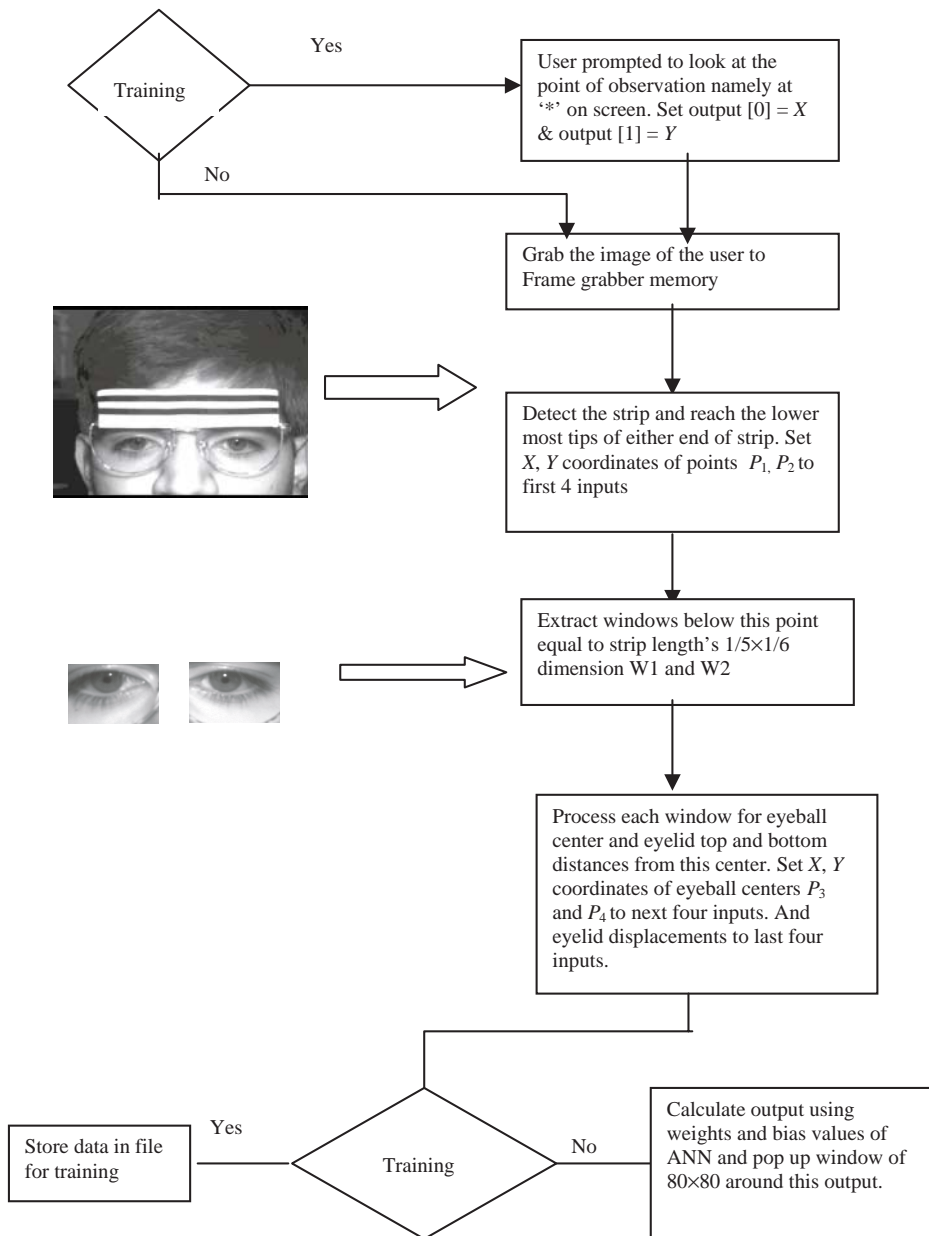 Yes
Training
User prompted to look at the
point of observation namely at
‘*’ on screen. Set output [0] = X
& output [1] = Y
No
Grab the image of the user to
Frame grabber memory
Detect the strip and reach the lower
most tips of either end of strip. Set
X, Y coordinates of points P1, P2 to
first 4 inputs
Extract windows below this point
equal to strip length’s 1/5×1/6
dimension W1 and W2
Process each window for eyeball
center and eyelid top and bottom
distances from this center. Set X, Y
coordinates of eyeball centers P3
and P4 to next four inputs. And
eyelid displacements to last four
inputs.
Store data in file
for training
Yes
Training
No
Calculate output using
weights and bias values of
ANN and pop up window of
80×80 around this output.